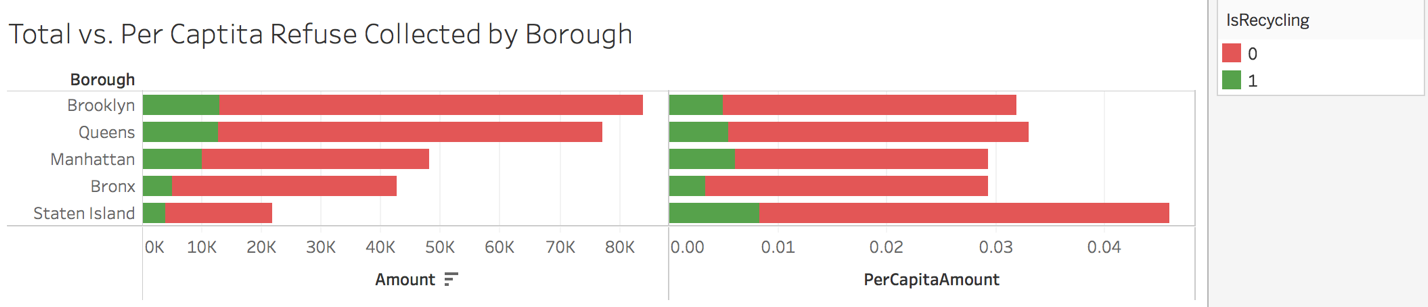 Total vs. Per Captita Refuse Collected by Borough
IsRecycling
0
1
Borough
Brooklyn
Queens
Manhattan
Bronx
Staten Island
0K 10K 20K 30K 40K 50K 60K 70K 80K
0.00 0.01 0.02 0.03 0.04
Amount
PerCapitaAmount